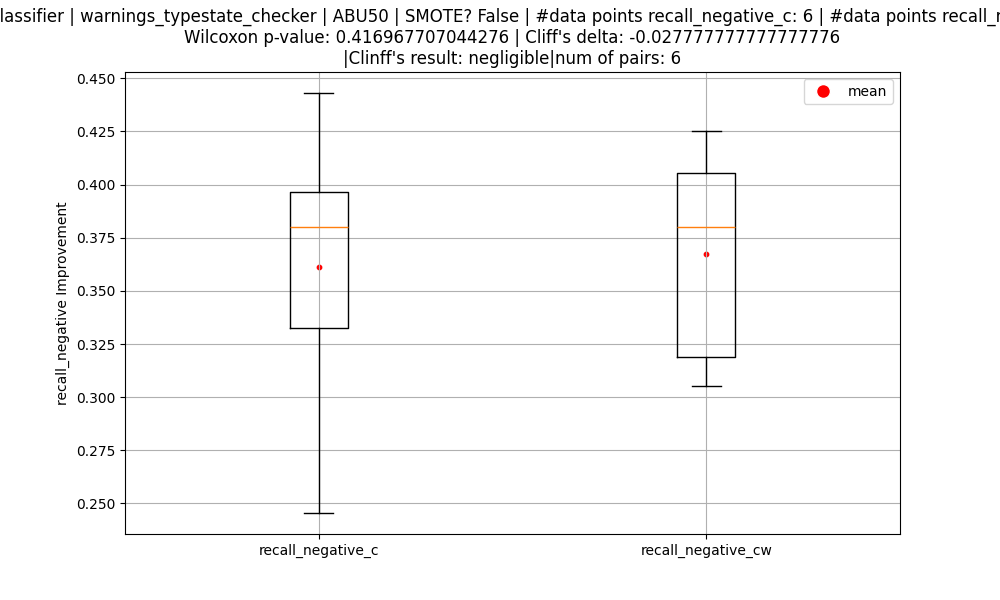 lassifier | warnings_typestate_checker | ABU50 | SMOTE? False | #data points recall_negative_c: 6 | #data points
Wilcoxon p-value: 0.416967707044276 | Cliff's delta: -0.027777777777777776
|Clinff's result: negligible|num of pairs: 6
mean
0.450
0.425
0.400
0.375
0.350
0.325
0.300
0.275
0.250
recall_negative Improvement
recall_negative_c
recall_negative_cw